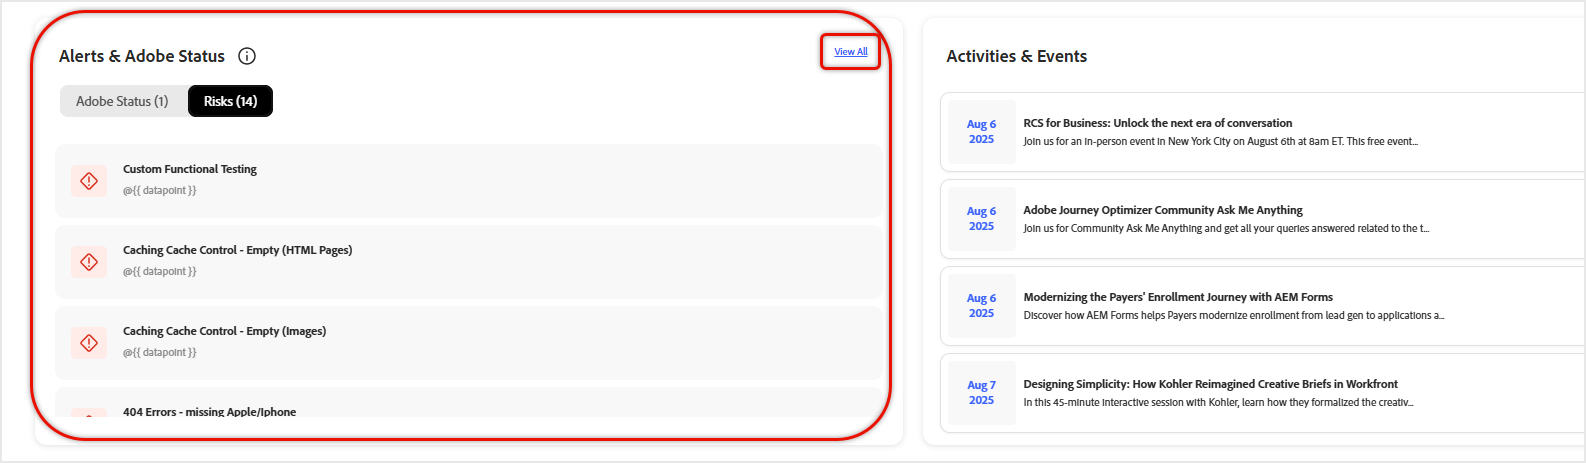 Alerts & Adobe Status
View All
Adobe Status (1)
Risks (14)
Custom Functional Testing
@{{ datapoint }}
Caching Cache Control - Empty (HTML Pages)
@{{ datapoint }}
Caching Cache Control - Empty (Images)
@{{ datapoint }}
404 Errors - missing Apple/Iphone
Activities & Events
Aug 6
2025
RCS for Business: Unlock the next era of conversation
Join us for an in-person event in New York City on August 6th at 8am ET. This free event...
Aug 6
2025
Adobe Journey Optimizer Community Ask Me Anything
Join us for Community Ask Me Anything and get all your queries answered related to the t...
Aug 6
2025
Modernizing the Payers' Enrollment Journey with AEM Forms
Discover how AEM Forms helps Payers modernize enrollment from lead gen to applications a...
Aug 7
2025
Designing Simplicity: How Kohler Reimagined Creative Briefs in Workfront
In this 45-minute interactive session with Kohler, learn how they formalized the creativ...